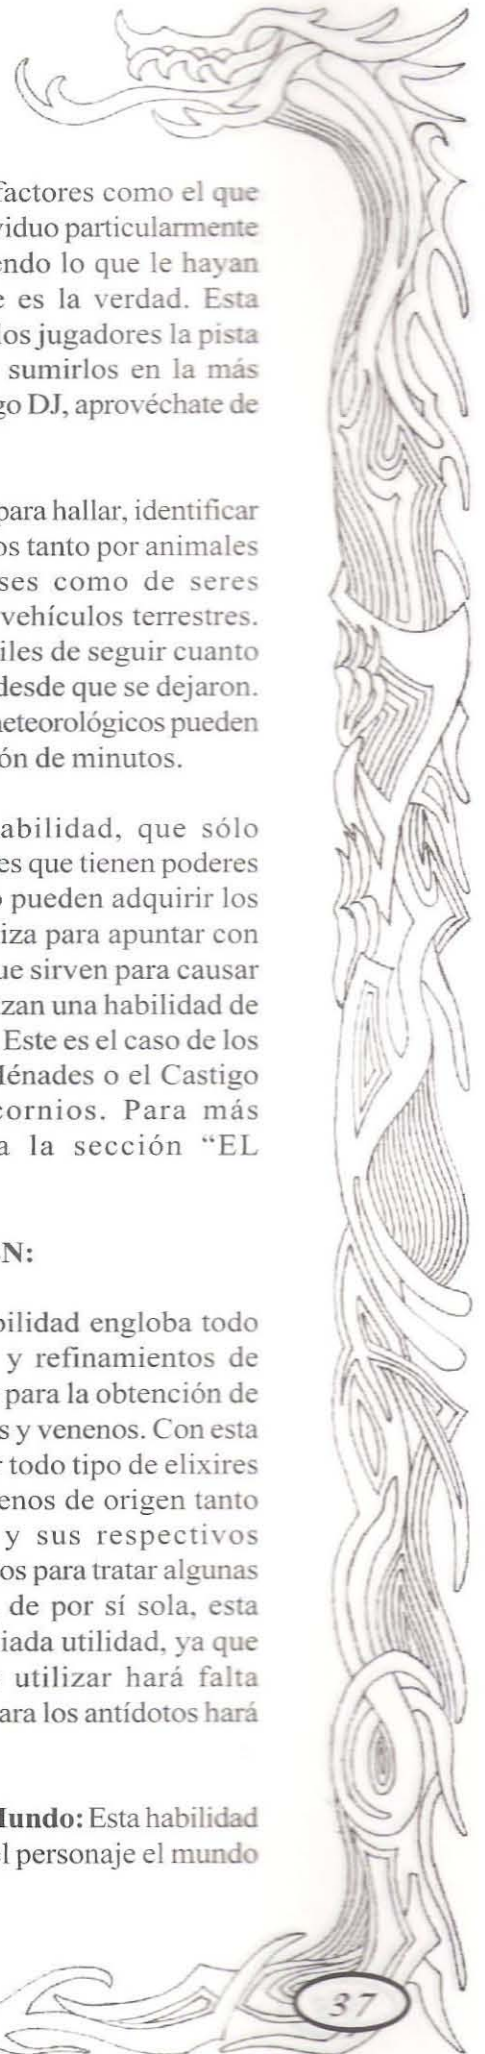 factores como el que
viduo particularmente
endo lo que le hayan
e es la verdad. Esta
los jugadores la pista
sumirlos en la más
go DJ, aprovéchate de
para hallar, identificar
os tanto por animales
ses como de seres
vehículos terrestres.
iles de seguir cuanto
desde que se dejaron.
meteorológicos pueden
ón de minutos.
abilidad, que sólo
es que tienen poderes
o pueden adquirir los
iza para apuntar con
ue sirven para causar
izan una habilidad de
Este es el caso de los
Ménades o el Castigo
cornios. Para más
a la sección “EL
N:
bilidad engloba todo
y refinamientos de
para la obtención de
s y venenos. Con esta
r todo tipo de elixires
enos de origen tanto
y sus respectivos
os para tratar algunas
de por sí sola, esta
iada utilidad, ya que
utilizar hará falta
ara los antídotos hará
Mundo: Esta habilidad
el personaje el mundo
37